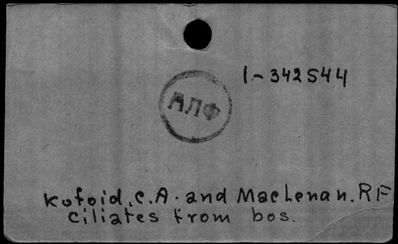 1-342544
АЛФ
Kofoid.C.A. and MacLenan.RF
ciliates from bos.